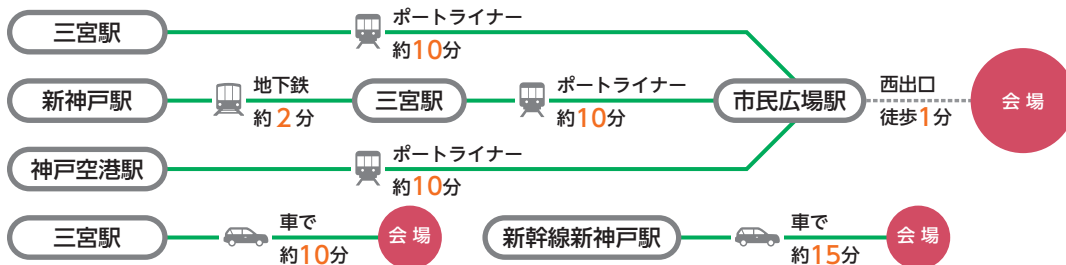 三宮駅
ポートライナー
約10分
新神戸駅
地下鉄
約2分
三宮駅
ポートライナー
約10分
市民広場駅
西出口
徒歩1分
会場
神戸空港駅
ポートライナー
約10分
三宮駅
車で
約10分
会場
新幹線新神戸駅
車で
約15分
会場